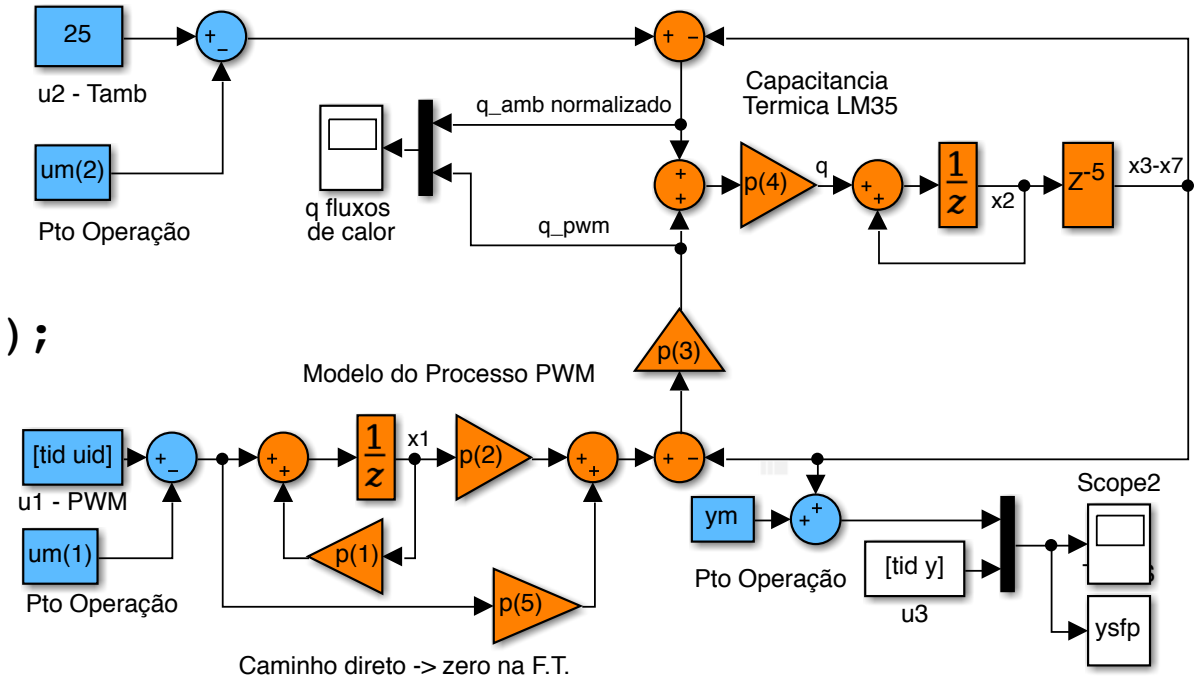 25
u2 - Tamb
um(2)
Pto Operação
q_amb normalizado
q fluxos
de calor
q_pwm
Capacitancia
Termica LM35
p(4)
q
1
z
x2
Z-5
x3-x7
);
p(3)
Modelo do Processo PWM
[tid uid]
u1 - PWM
um(1)
Pto Operação
1
z
x1
p(2)
p(1)
p(5)
Caminho direto -> zero na F.T.
ym
Pto Operação
[tid y]
u3
Scope2
ysfp